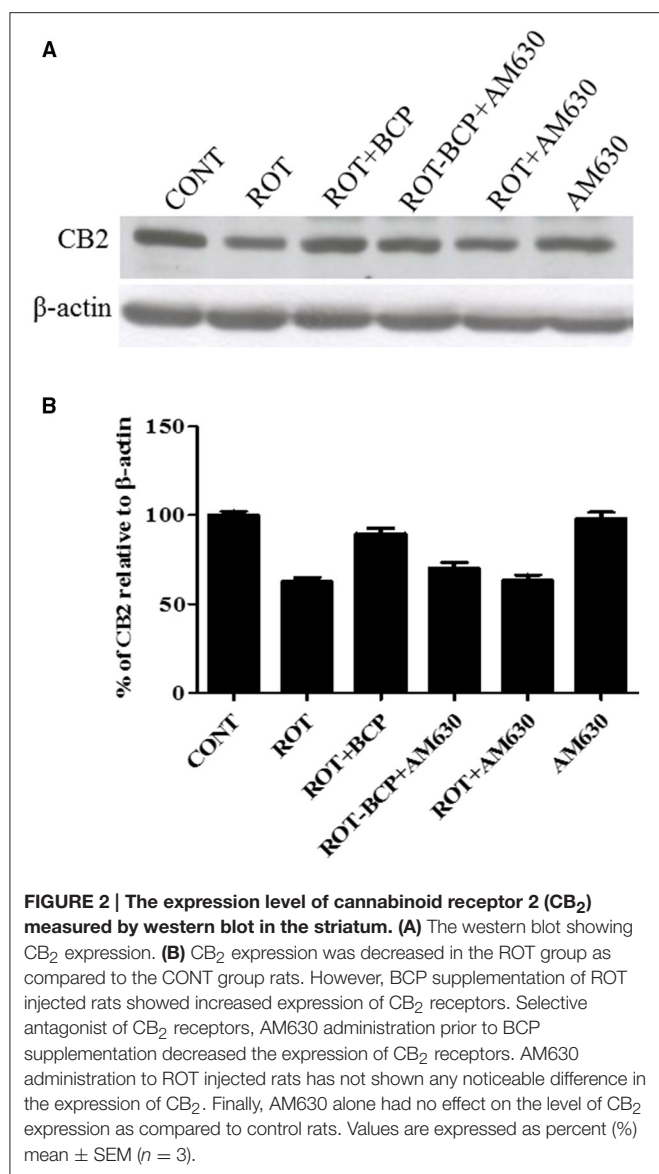 A
CONT
ROT
ROT+BCP
ROT-BCP+AM630
ROT+AM630
AM630
CB2
β-actin
B
% of CB2 relative to β-actin
150
100
50
0
CONT
ROT
ROT+BCP
ROT-BCP+AM630
ROT+AM630
AM630
FIGURE 2 | The expression level of cannabinoid receptor 2 (CB₂)
measured by western blot in the striatum. (A) The western blot showing
CB₂ expression. (B) CB₂ expression was decreased in the ROT group as
compared to the CONT group rats. However, BCP supplementation of ROT
injected rats showed increased expression of CB₂ receptors. Selective
antagonist of CB₂ receptors, AM630 administration prior to BCP
supplementation decreased the expression of CB₂ receptors. AM630
administration to ROT injected rats has not shown any noticeable difference in
the expression of CB₂. Finally, AM630 alone had no effect on the level of CB₂
expression as compared to control rats. Values are expressed as percent (%)
mean ± SEM (n = 3).